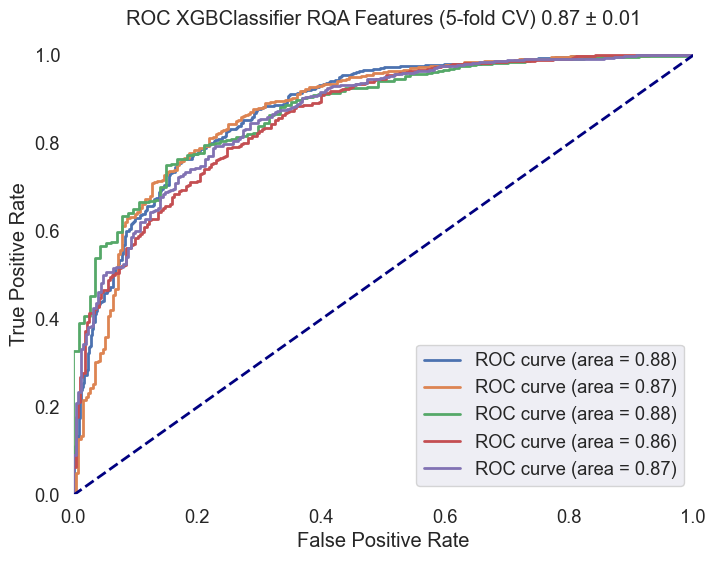 ROC XGBClassifier RQA Features (5-fold CV) 0.87 ± 0.01
True Positive Rate
1.0
0.8
0.6
0.4
0.2
0.0
0.0 0.2 0.4 0.6 0.8 1.0
False Positive Rate
ROC curve (area = 0.88)
ROC curve (area = 0.87)
ROC curve (area = 0.88)
ROC curve (area = 0.86)
ROC curve (area = 0.87)